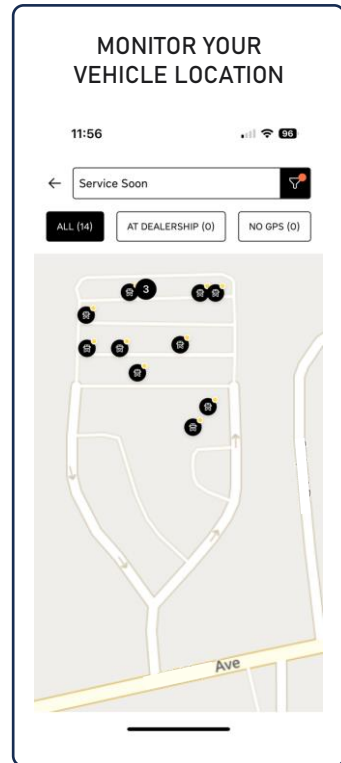 MONITOR YOUR
VEHICLE LOCATION
11:56
96
Service Soon
ALL (14)
AT DEALERSHIP (0)
NO GPS (0)
3
Ave